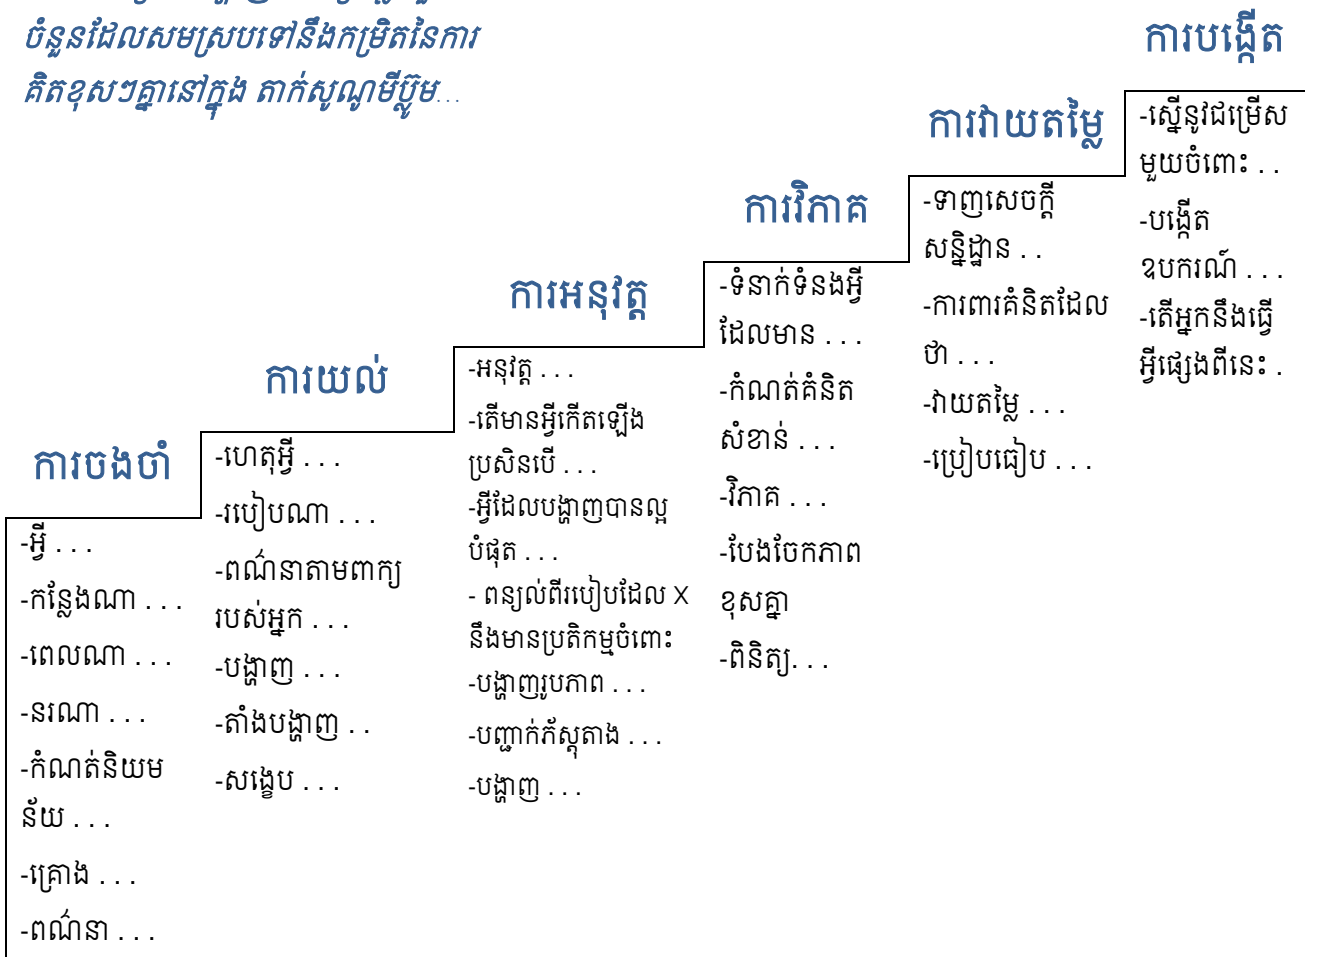 ចំនួនដែលសមស្របទៅនឹងកម្រិតនៃការ
គិតខុសៗគ្នានៅក្នុង តាក់សូណូមីប្ល៊ូម...
ការចងចាំ
-អ្វី . . .
-កន្លែងណា . . .
-ពេលណា . . .
-នរណា . . .
-កំណត់និយម
ន័យ . . .
-គ្រោង . . .
-ពណ៌នា . . .
ការយល់
-ហេតុអ្វី . . .
-របៀបណា . . .
-ពណ៌នាតាមពាក្យ
របស់អ្នក . . .
-បង្ហាញ . . .
-តាំងបង្ហាញ . .
-សង្ខេប . . .
ការអនុវត្ត
-អនុវត្ត . . .
-តើមានអ្វីកើតឡើង
ប្រសិនបើ . . .
-អ្វីដែលបង្ហាញបានល្អ
បំផុត . . .
- ពន្យល់ពីរបៀបដែល X
នឹងមានប្រតិកម្មចំពោះ
-បង្ហាញរូបភាព . . .
-បញ្ជាក់ភ័ស្តុតាង . . .
-បង្ហាញ . . .
ការវិភាគ
-ទំនាក់ទំនងអ្វី
ដែលមាន . . .
-កំណត់គំនិត
សំខាន់ . . .
-វិភាគ . . .
-បែងចែកភាព
ខុសគ្នា
-ពិនិត្យ. . .
ការវាយតម្លៃ
-ទាញសេចក្តី
សន្និដ្ឋាន . .
-ការពារគំនិតដែល
ថា . . .
-វាយតម្លៃ . . .
-ប្រៀបធៀប . . .
ការបង្កើត
-ស្នើនូវជម្រើស
មួយចំពោះ . .
-បង្កើត
ឧបករណ៍ . . .
-តើអ្នកនឹងធ្វើ
អ្វីផ្សេងពីនេះ .